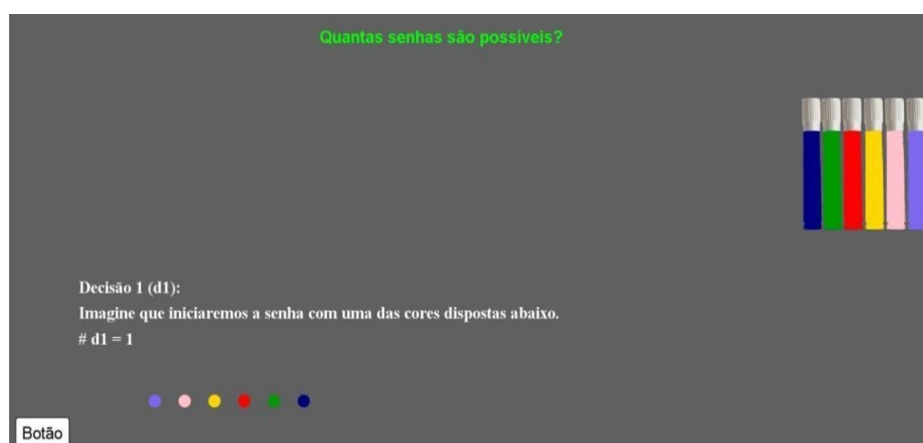 Quantas senhas são possiveis?
Decisão 1 (d1):
Imagine que iniciaremos a senha com uma das cores dispostas abaixo.
# d1 = 1
Botão